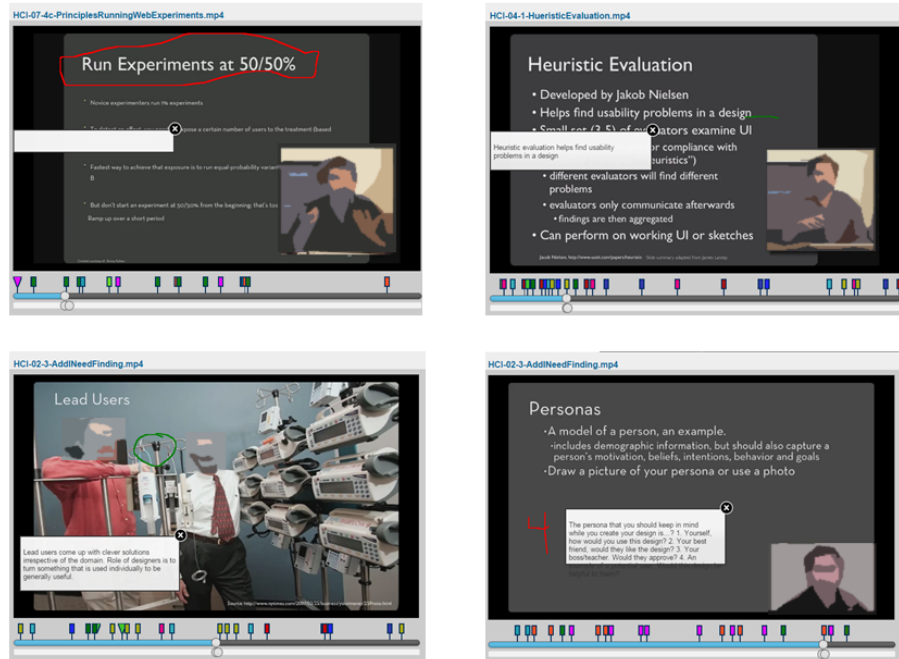 HCI-07-4c-PrinciplesRunningWebExperiments.mp4
Run Experiments at 50/50%
Novice experimenters run 1% experiments
To detect an effect, you need to expose a certain number of users to the treatment (based
Fastest way to achieve that exposure is to run equal-probability variant
B
But don't start an experiment at 50/50% from the beginning; that's too
Ramp up over a short period
HCI-04-1-HueristicEvaluation.mp4
Heuristic Evaluation
• Developed by Jakob Nielsen
• Helps find usability problems in a design
• Small set (3-5) of evaluators examine UI
Heuristic evaluation helps find usability
problems in a design
or compliance with
euristics")
• different evaluators will find different
problems
• evaluators only communicate afterwards
• findings are then aggregated
• Can perform on working UI or sketches
HCI-02-3-AddlNeedFinding.mp4
Lead Users
Lead users come up with clever solutions
irrespective of the domain. Role of designers is to
turn something that is used individually to be
generally useful.
HCI-02-3-AddlNeedFinding.mp4
Personas
•A model of a person, an example.
•includes demographic information, but should also capture a
person's motivation, beliefs, intentions, behavior and goals
•Draw a picture of your persona or use a photo
4
The persona that you should keep in mind
while you create your design is...? 1. Yourself,
how would you use this design? 2. Your best
friend, would they like the design? 3. Your
boss/teacher. Would they approve? 4. An